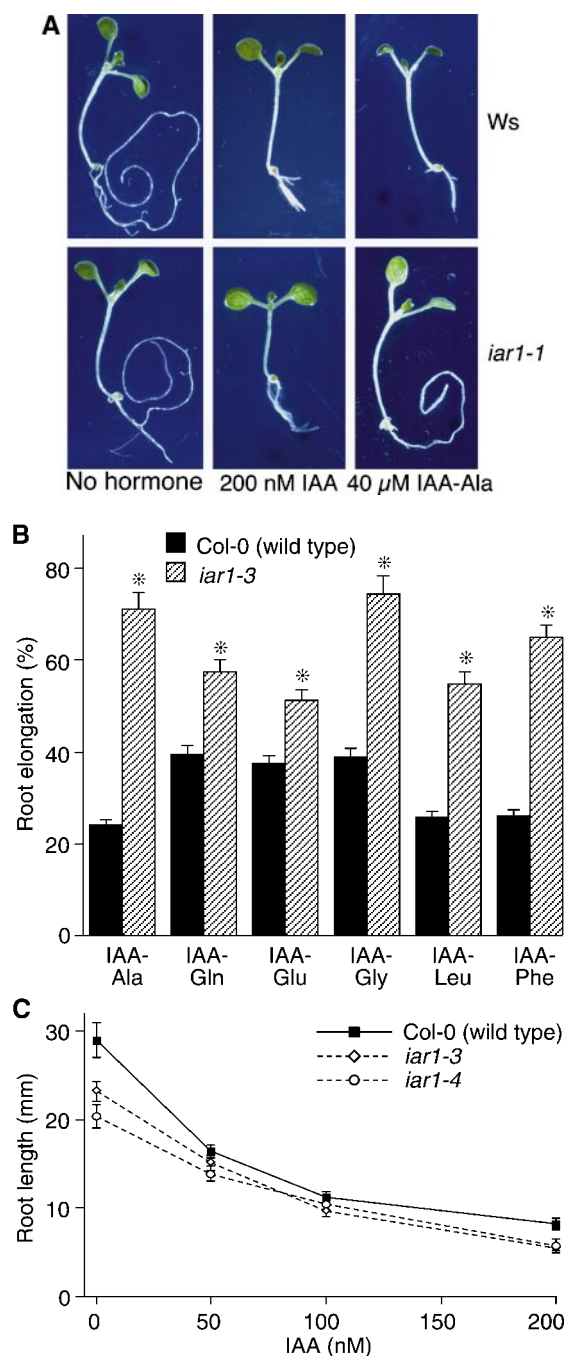 A
Ws
iar1-1
No hormone 200 nM IAA 40 µM IAA-Ala
B
Col-0 (wild type)
iar1-3
Root elongation (%)
80
60
40
20
0
* * * * * *
IAA-Ala IAA-Gln IAA-Glu IAA-Gly IAA-Leu IAA-Phe
C
Col-0 (wild type)
iar1-3
iar1-4
Root length (mm)
30
20
10
0
0 50 100 150 200
IAA (nM)